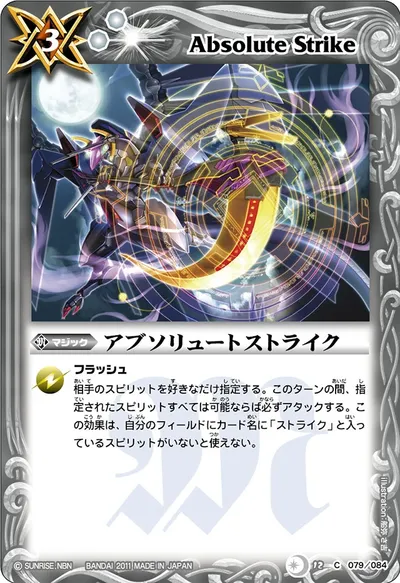 3
Absolute Strike
マジック
アブソリュートストライク
フラッシュ
相手のスピリットを好きなだけ指定する。このターンの間、指
定されたスピリットすべては可能ならば必ずアタックする。こ
の効果は、自分のフィールドにカード名に「ストライク」と入っ
ているスピリットがいないと使えない。
© SUNRISE,NBN BANDAI 2011 MADE IN JAPAN
12 C 079/084